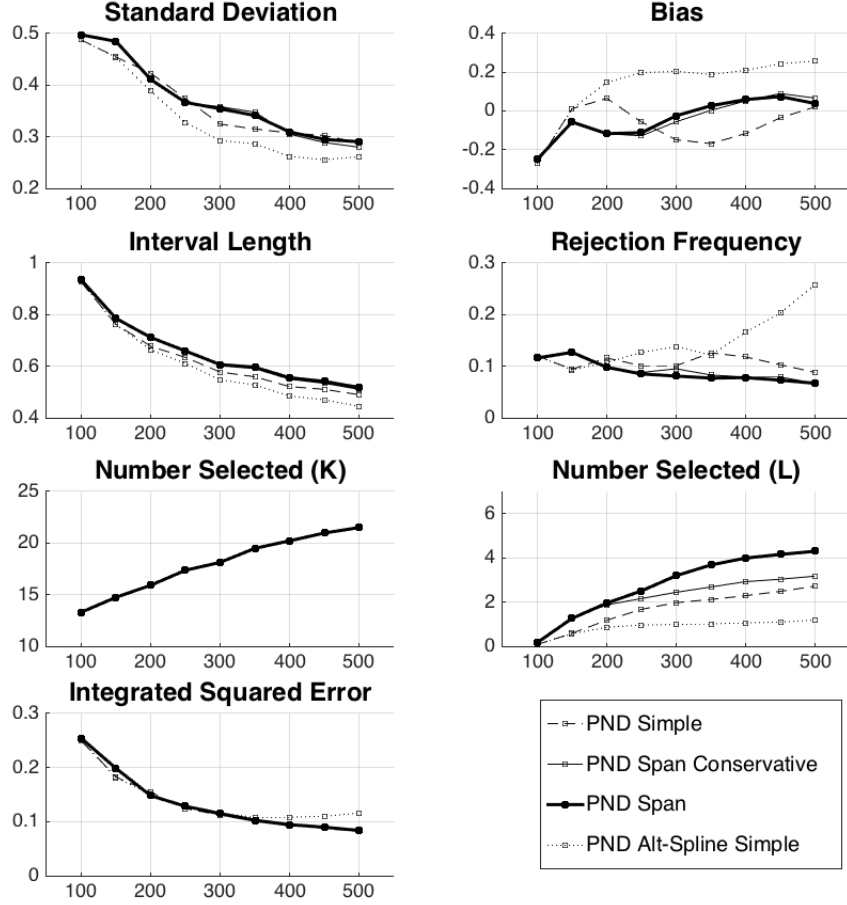 Standard Deviation
0.5
0.4
0.3
0.2
100 200 300 400 500
Bias
0.4
0.2
0
-0.2
-0.4
100 200 300 400 500
Interval Length
1
0.8
0.6
0.4
100 200 300 400 500
Rejection Frequency
0.3
0.2
0.1
0
100 200 300 400 500
Number Selected (K)
25
20
15
10
100 200 300 400 500
Number Selected (L)
6
4
2
0
100 200 300 400 500
Integrated Squared Error
0.3
0.2
0.1
0
100 200 300 400 500
PND Simple
PND Span Conservative
PND Span
PND Alt-Spline Simple